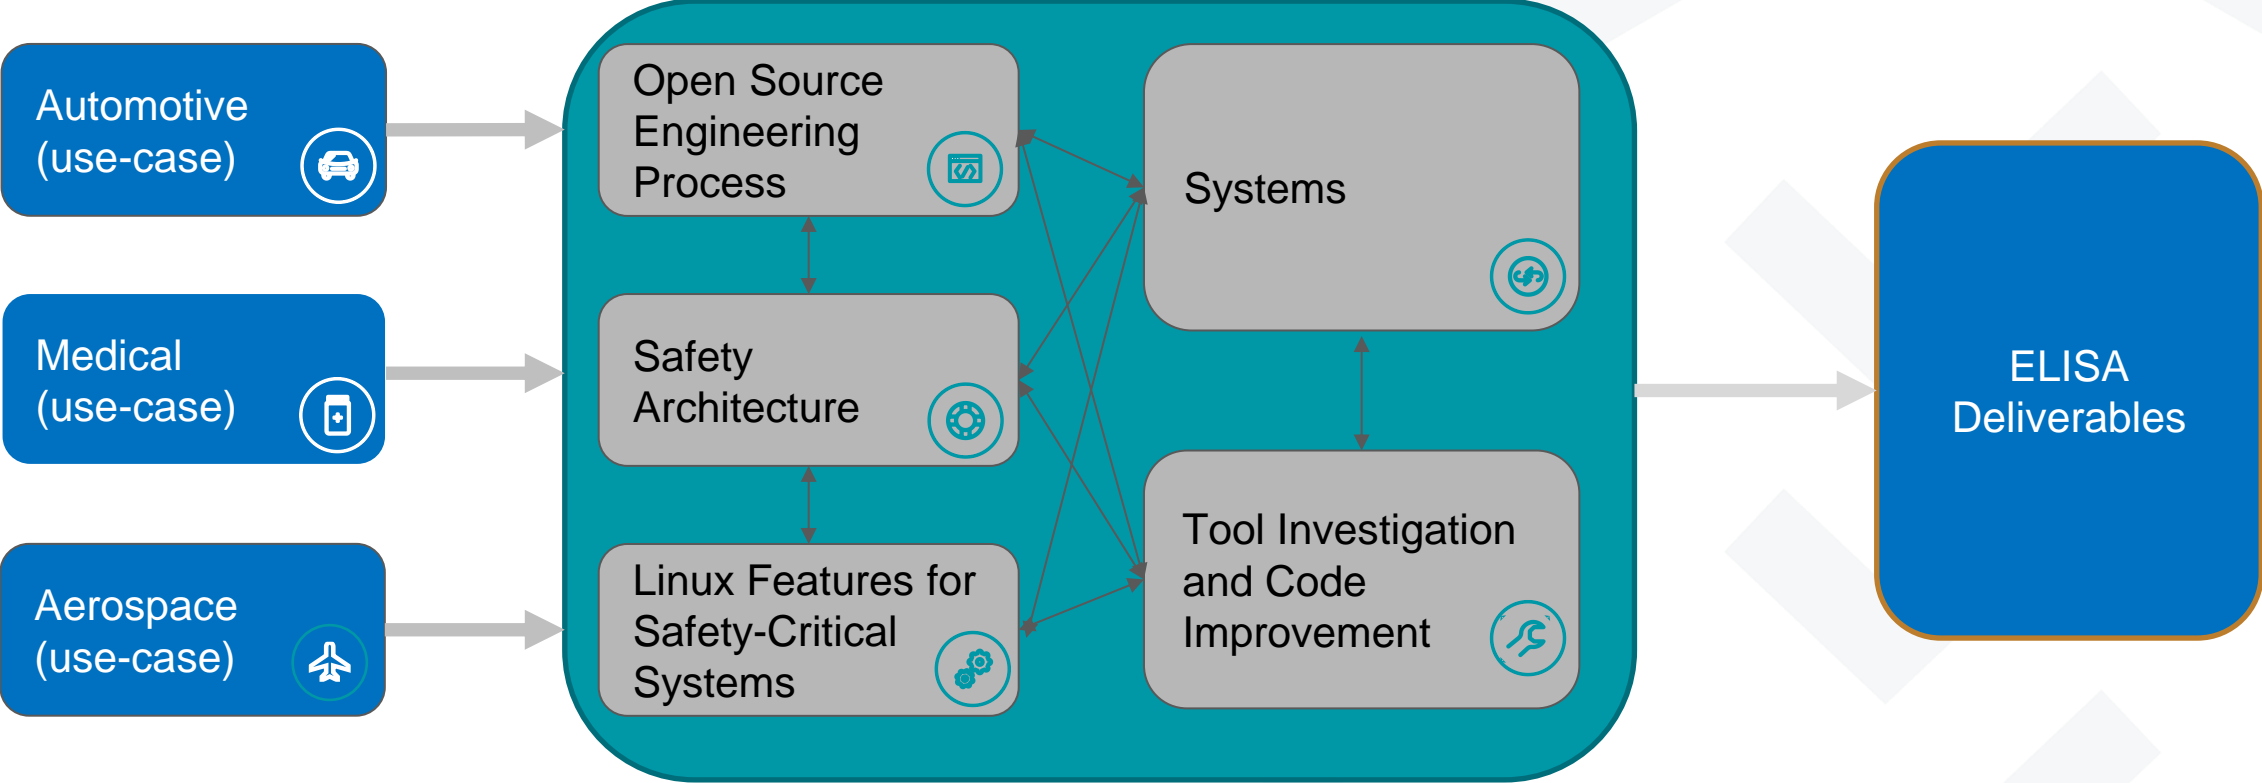 Automotive
(use-case)
Medical
(use-case)
Aerospace
(use-case)
Open Source
Engineering
Process
Safety
Architecture
Linux Features for
Safety-Critical
Systems
Systems
Tool Investigation
and Code
Improvement
ELISA
Deliverables